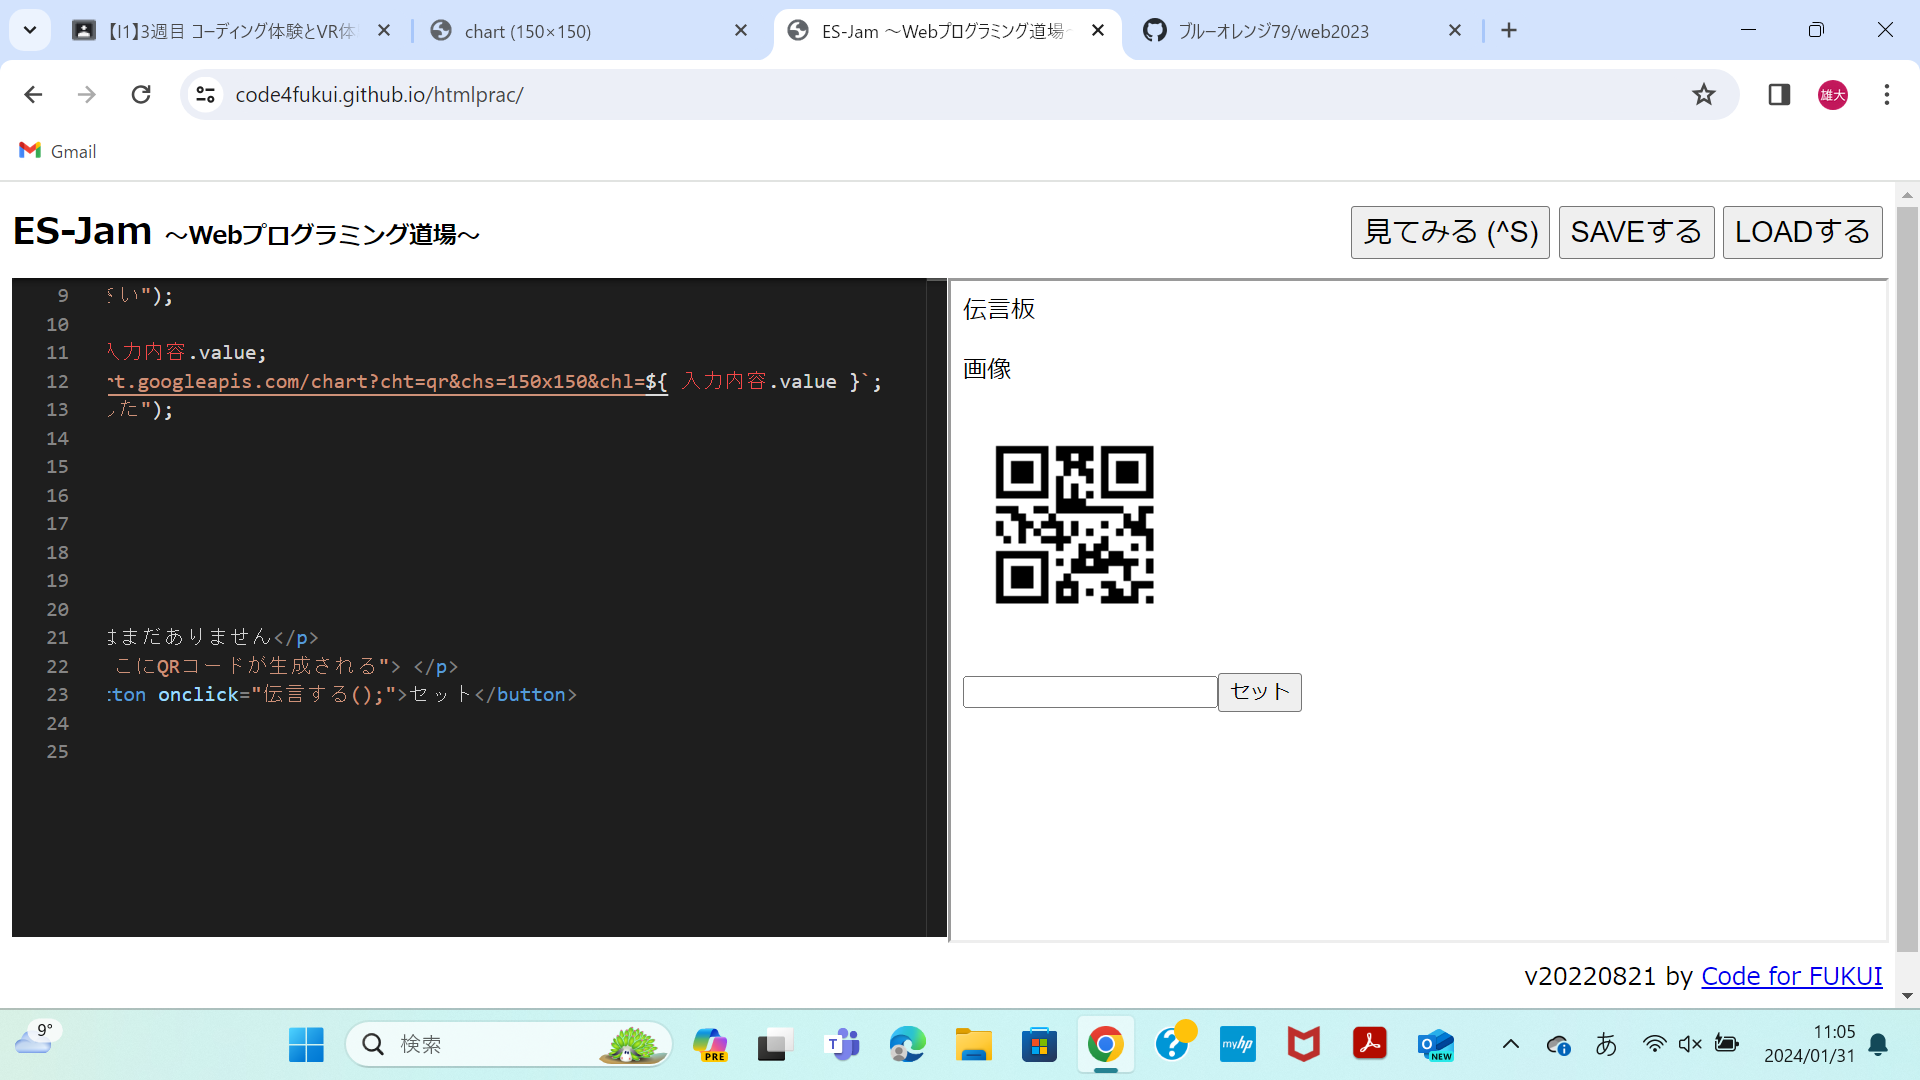 【I1】3週目 コーディング体験とVR体
chart (150×150)
ES-Jam ～Webプログラミング道場～
ブルーオレンジ79/web2023
code4fukui.github.io/htmlprac/
雄大
Gmail
ES-Jam ～Webプログラミング道場～
見てみる (^S) SAVEする LOADする
9 さい");
10
11 入力内容.value;
12 rt.googleapis.com/chart?cht=qr&chs=150x150&chl=${ 入力内容.value }`;
13 した");
14
15
16
17
18
19
20
21 はまだありません</p>
22 こにQRコードが生成される"> </p>
23 tton onclick="伝言する();">セット</button>
24
25
伝言板
画像
セット
v20220821 by Code for FUKUI
9°
検索
PRE
T
myhp
NEW
あ
11:05
2024/01/31